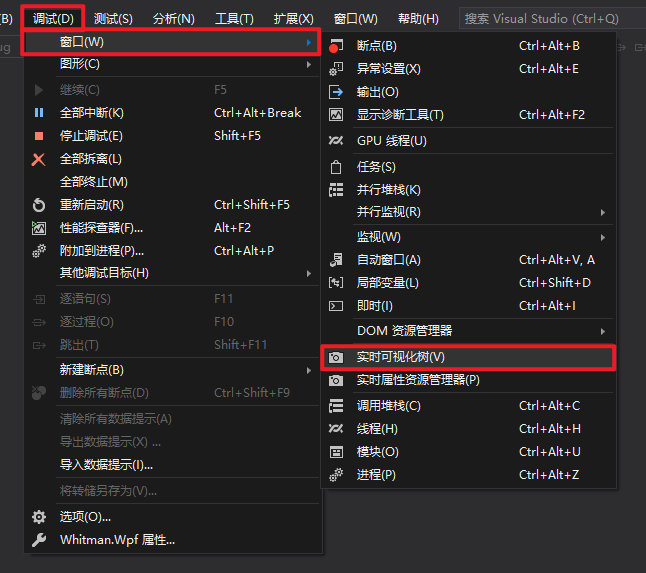 (B) 调试(D) 测试(S) 分析(N) 工具(T) 扩展(X) 窗口(W) 帮助(H) 搜索 Visual Studio (Ctrl+Q)
ug
窗口(W)
图形(C)
继续(C) F5
全部中断(K) Ctrl+Alt+Break
停止调试(E) Shift+F5
全部拆离(L)
全部终止(M)
重新启动(R) Ctrl+Shift+F5
性能探查器(F)... Alt+F2
附加到进程(P)... Ctrl+Alt+P
其他调试目标(H)
逐语句(S) F11
逐过程(O) F10
跳出(T) Shift+F11
新建断点(B)
删除所有断点(D) Ctrl+Shift+F9
清除所有数据提示(A)
导出数据提示(X) ...
导入数据提示(I)...
将转储另存为(V)...
选项(O)...
Whitman.Wpf 属性...
断点(B) Ctrl+Alt+B
异常设置(X) Ctrl+Alt+E
输出(O)
显示诊断工具(T) Ctrl+Alt+F2
GPU 线程(U)
任务(S)
并行堆栈(K)
并行监视(R)
监视(W)
自动窗口(A) Ctrl+Alt+V, A
局部变量(L) Ctrl+Shift+D
即时(I) Ctrl+Alt+I
DOM 资源管理器
实时可视化树(V)
实时属性资源管理器(P)
调用堆栈(C) Ctrl+Alt+C
线程(H) Ctrl+Alt+H
模块(O) Ctrl+Alt+U
进程(P) Ctrl+Alt+Z